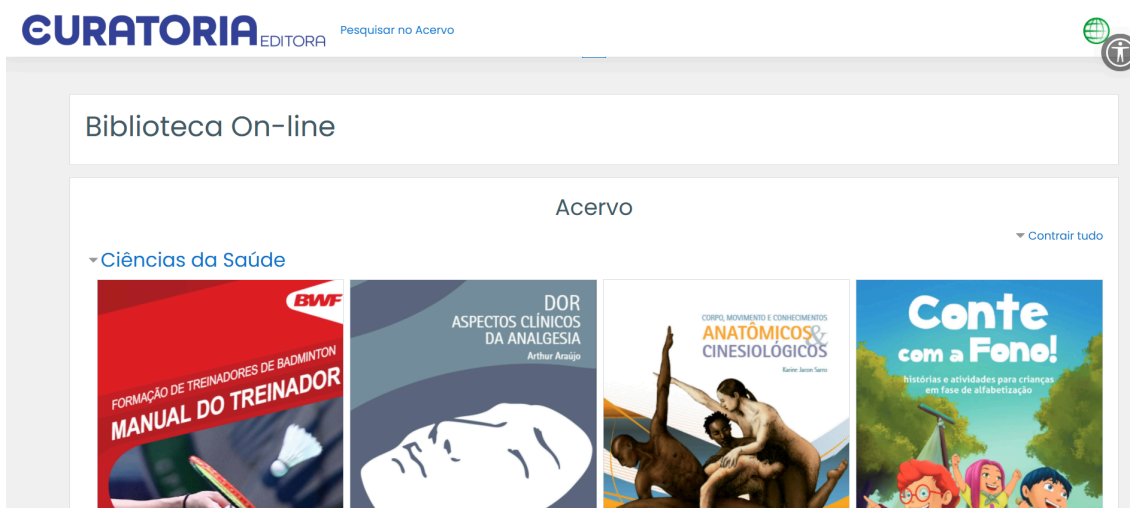 CURATORIA EDITORA
Pesquisar no Acervo
Biblioteca On-line
Acervo
Contrair tudo
Ciências da Saúde
BWF
FORMAÇÃO DE TREINADORES DE BADMINTON
MANUAL DO TREINADOR
DOR
ASPECTOS CLÍNICOS
DA ANALGESIA
Arthur Araújo
CORPO, MOVIMENTO E CONHECIMENTOS
ANATÔMICOS &
CINESIOLÓGICOS
Karine Jacon Sarro
Conte
com a Fono!
histórias e atividades para crianças
em fase de alfabetização